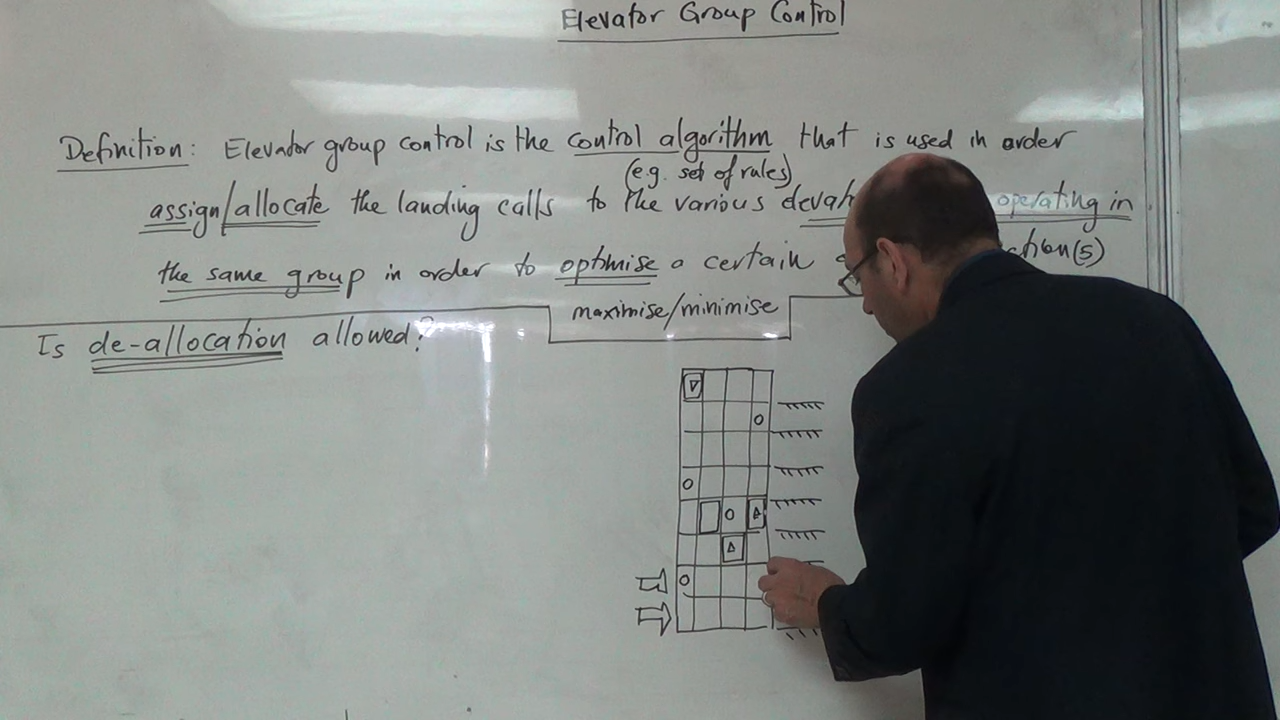 Elevator Group Control
Definition: Elevator group control is the control algorithm that is used in order
(e.g. set of rules)
assign/allocate the landing calls to the various operating in
the same group in order to optimise a certain
maximise/minimise
Is de-allocation allowed?